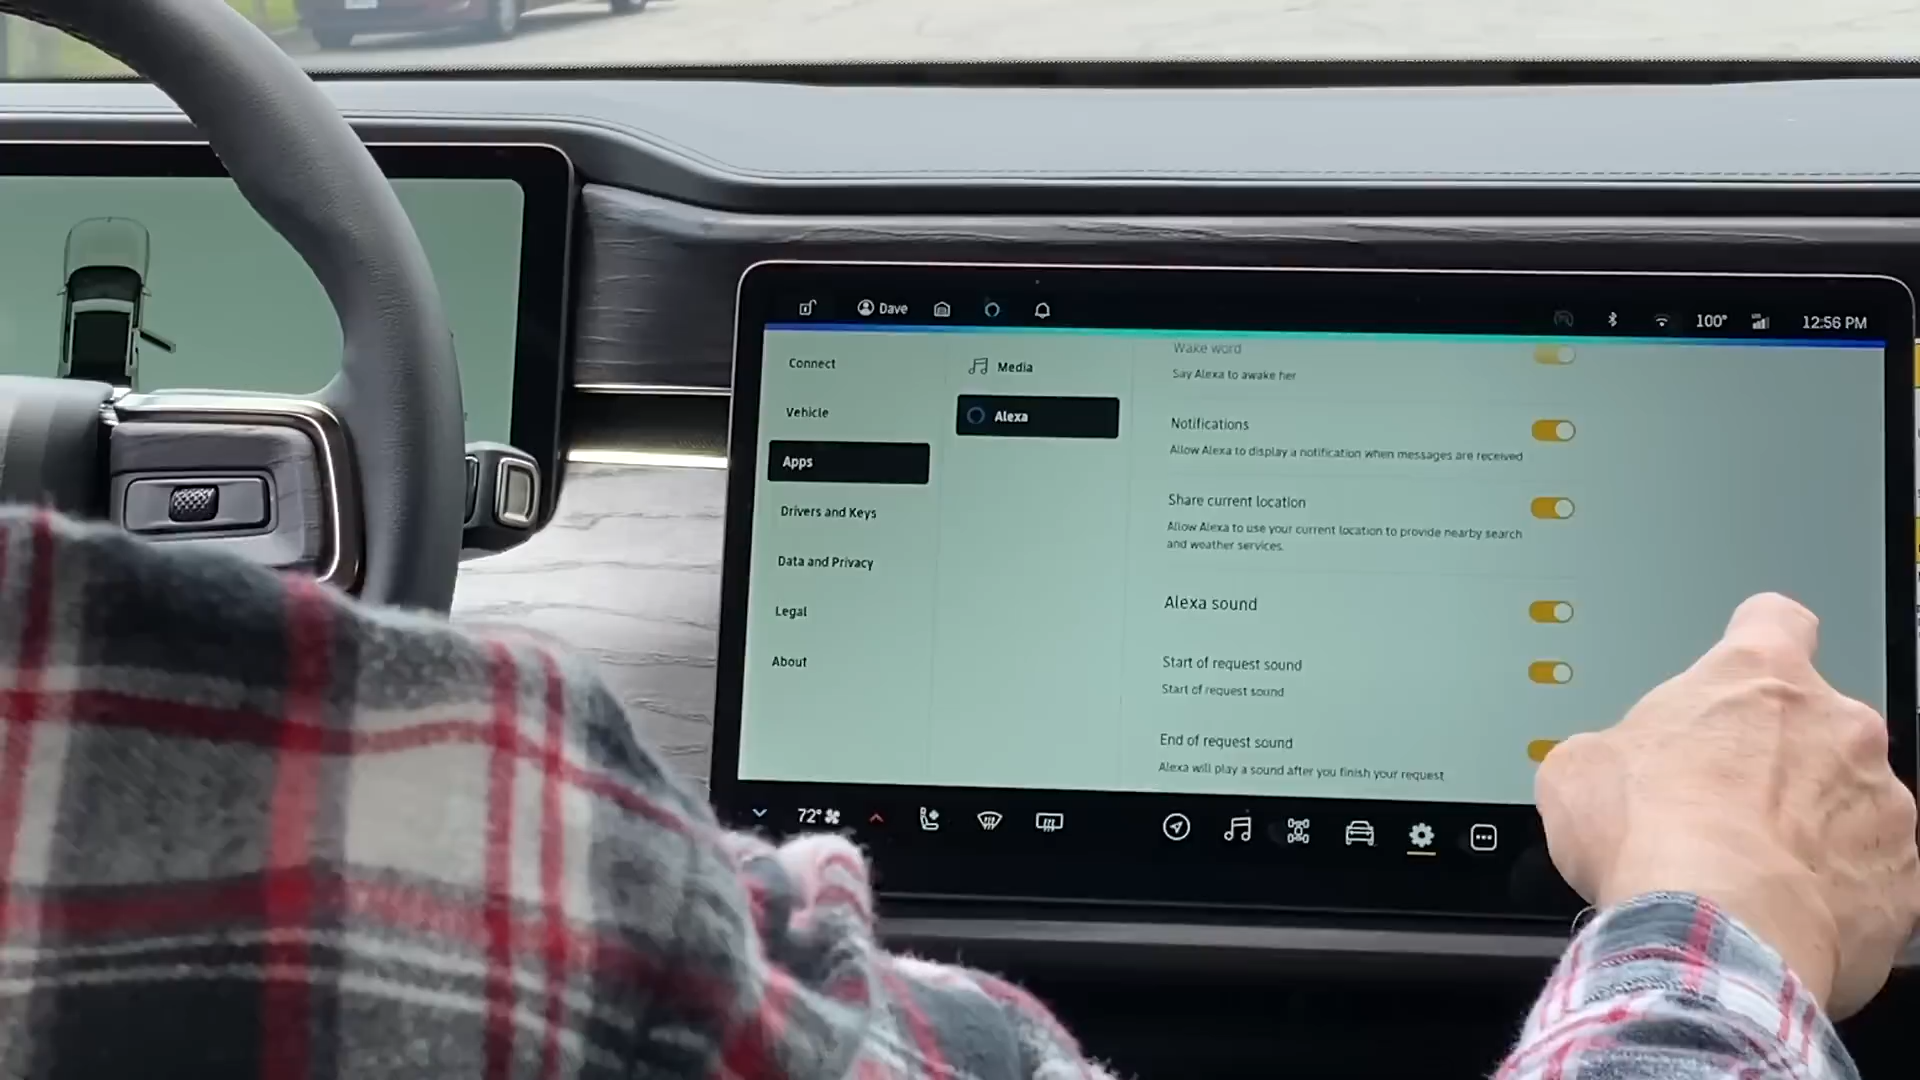 Dave
100°
12:56 PM
Connect
Vehicle
Apps
Drivers and Keys
Data and Privacy
Legal
About
Media
Alexa
Wake word
Say Alexa to awake her
Notifications
Allow Alexa to display a notification when messages are received
Share current location
Allow Alexa to use your current location to provide nearby search
and weather services.
Alexa sound
Start of request sound
Start of request sound
End of request sound
Alexa will play a sound after you finish your request
72°